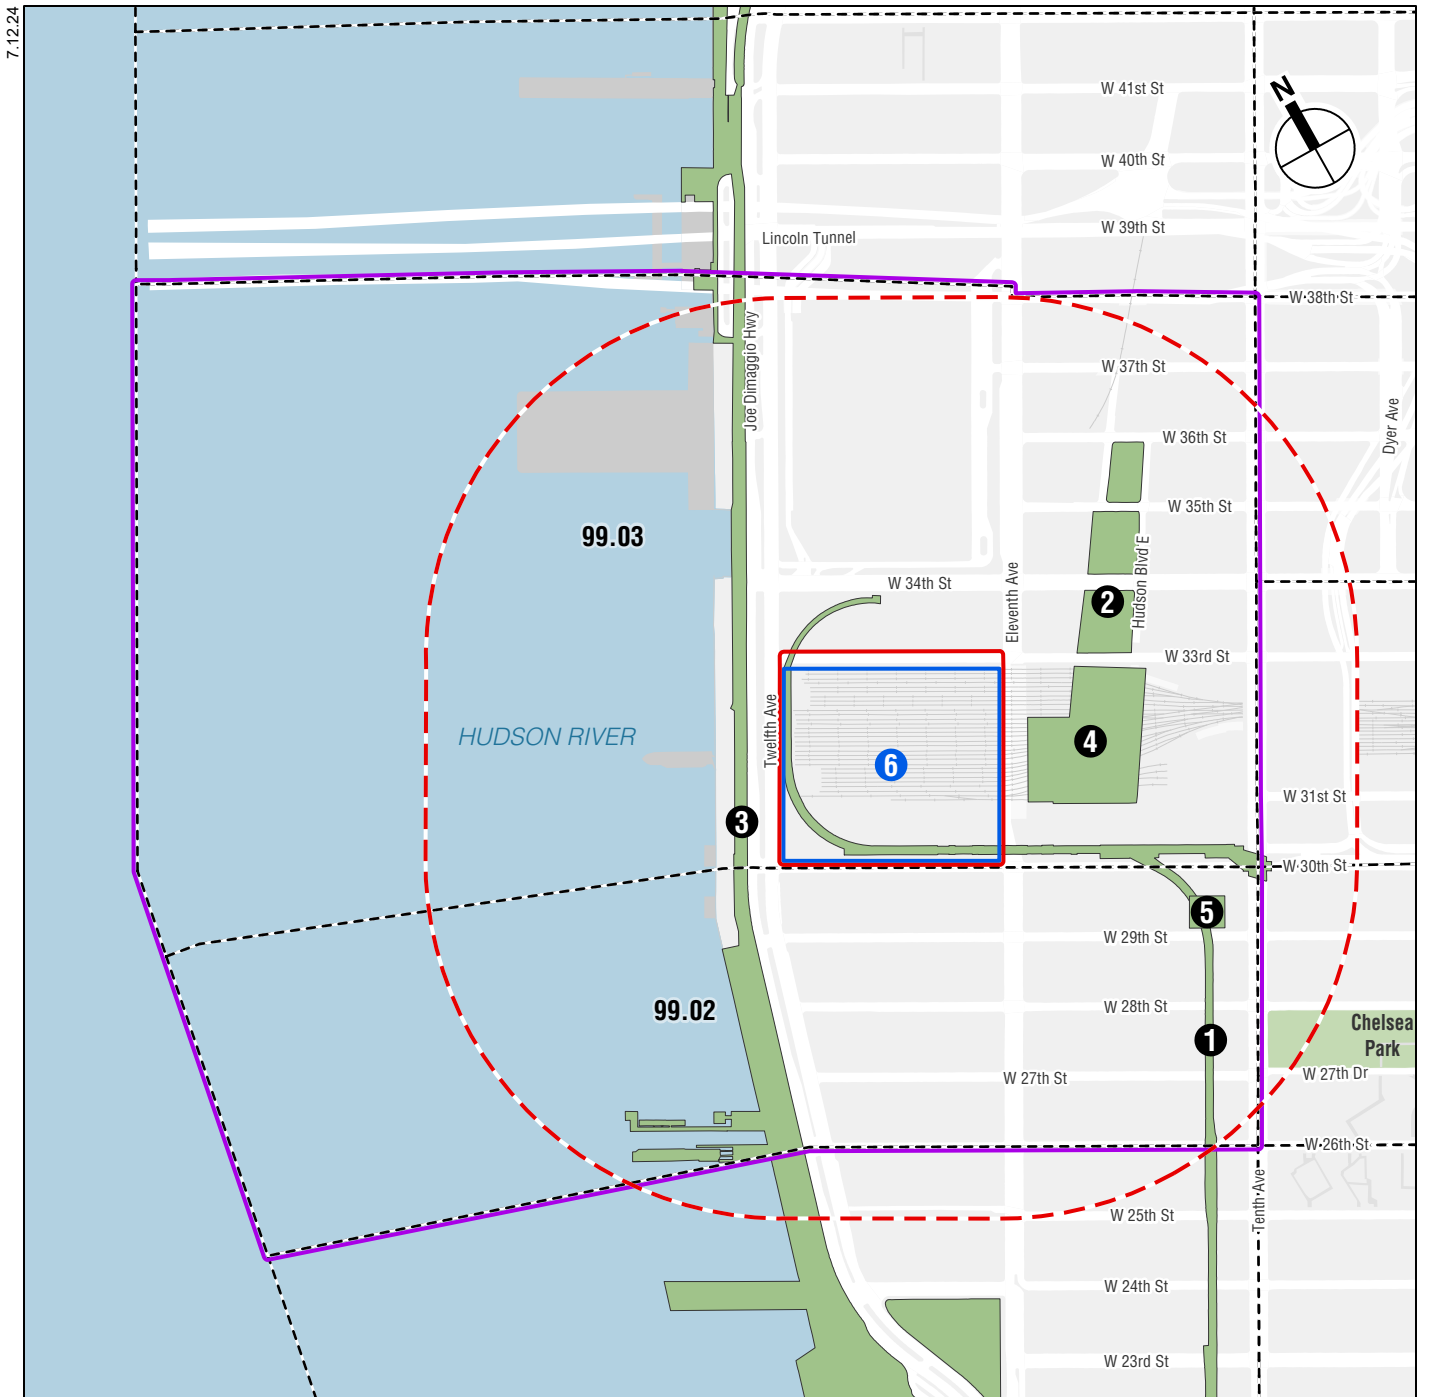 7.12.24
W 41st St
N
W 40th St
W 39th St
Lincoln Tunnel
W 38th St
Joe Dimaggio Hwy
W 37th St
Dyer Ave
W 36th St
W 35th St
99.03
Hudson Blvd E
Eleventh Ave
W 34th St
2
W 33rd St
Twelfth Ave
HUDSON RIVER
4
6
W 31st St
3
W 30th St
5
W 29th St
99.02
W 28th St
Chelsea
Park
1
W 27th St
W 27th Dr
W 26th St
Tenth Ave
W 25th St
W 24th St
W 23rd St